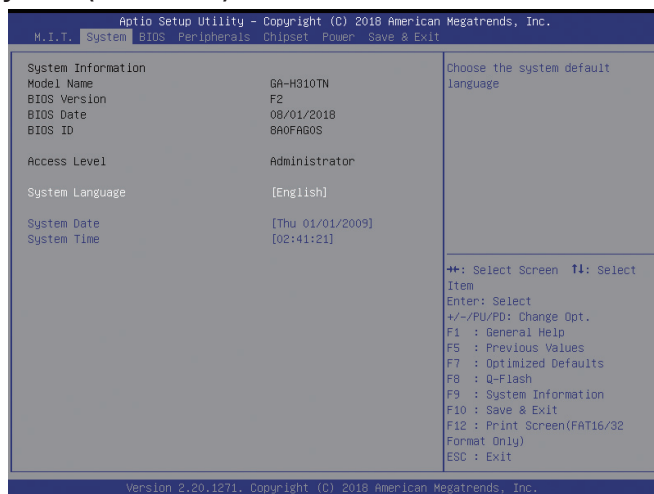 Aptio Setup Utility – Copyright (C) 2018 American Megatrends, Inc.
M.I.T. System BIOS Peripherals Chipset Power Save & Exit
System Information
Model Name GA-H310TN
BIOS Version F2
BIOS Date 08/01/2018
BIOS ID 8A0FAG0S
Access Level Administrator
System Language [English]
System Date [Thu 01/01/2009]
System Time [02:41:21]
Choose the system default
language
→←: Select Screen ↑↓: Select
Item
Enter: Select
+/-/PU/PD: Change Opt.
F1 : General Help
F5 : Previous Values
F7 : Optimized Defaults
F8 : Q-Flash
F9 : System Information
F10 : Save & Exit
F12 : Print Screen(FAT16/32
Format Only)
ESC : Exit
Version 2.20.1271. Copyright (C) 2018 American Megatrends, Inc.